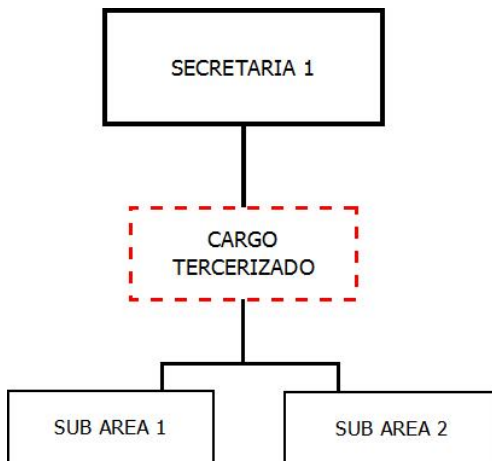 SECRETARIA 1
CARGO
TERCERIZADO
SUB AREA 1
SUB AREA 2